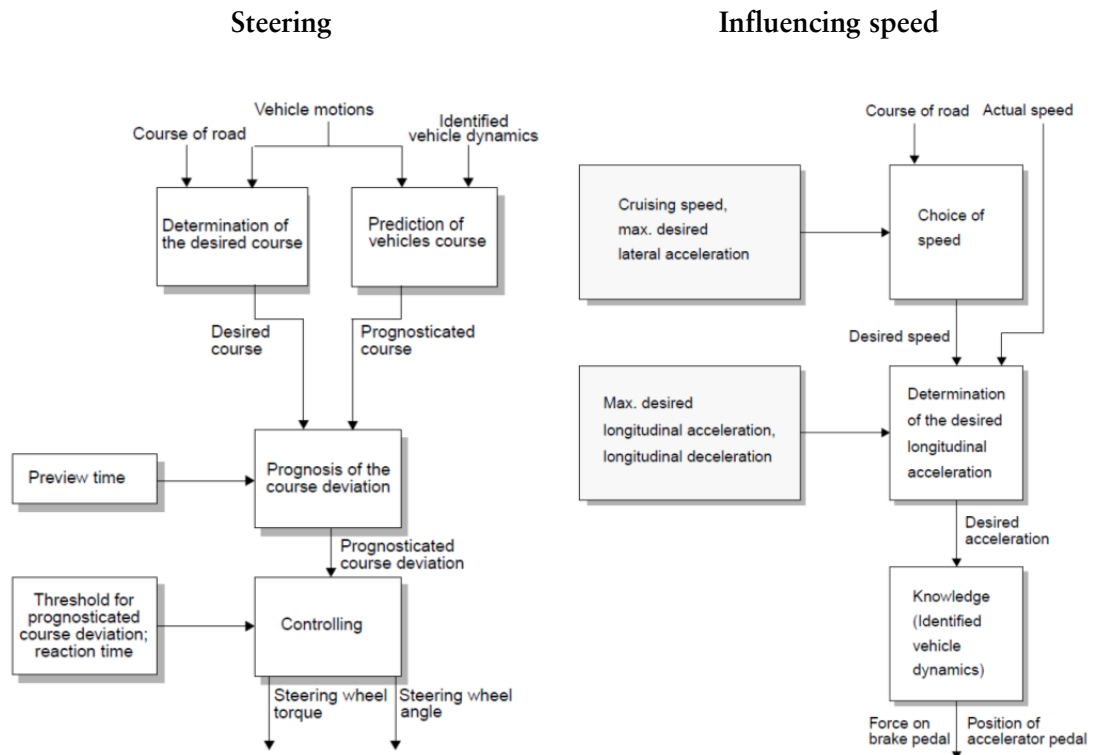 Steering
Influencing speed
Vehicle motions
Course of road
Identified
vehicle dynamics
Determination of
the desired course
Prediction of
vehicles course
Desired
course
Prognosticated
course
Preview time
Prognosis of the
course deviation
Prognosticated
course deviation
Threshold for
prognosticated
course deviation;
reaction time
Controlling
Steering wheel
torque
Steering wheel
angle
Course of road
Actual speed
Cruising speed,
max. desired
lateral acceleration
Choice of
speed
Desired speed
Max. desired
longitudinal acceleration,
longitudinal deceleration
Determination
of the desired
longitudinal
acceleration
Desired
acceleration
Knowledge
(Identified
vehicle
dynamics)
Force on
brake pedal
Position of
accelerator pedal